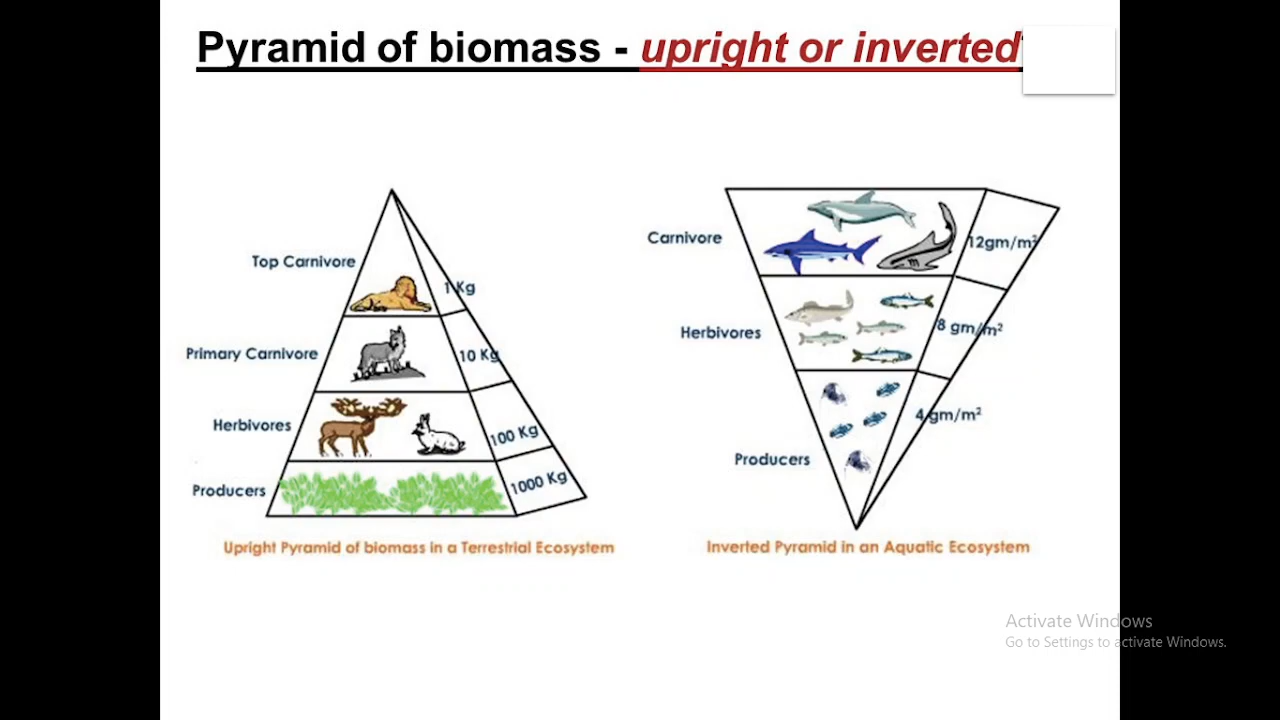 Pyramid of biomass - upright or inverted
Top Carnivore
1 Kg
Primary Carnivore
10 Kg
Herbivores
100 Kg
Producers
1000 Kg
Upright Pyramid of biomass in a Terrestrial Ecosystem
Carnivore
12gm/m²
Herbivores
8 gm/m²
4 gm/m²
Producers
Inverted Pyramid in an Aquatic Ecosystem
Activate Windows
Go to Settings to activate Windows.